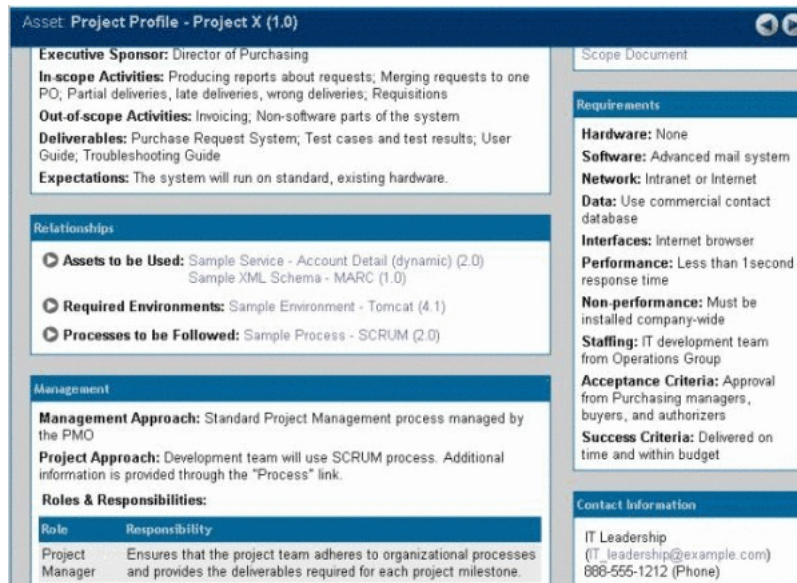 Asset: Project Profile - Project X (1.0)
Executive Sponsor: Director of Purchasing
In-scope Activities: Producing reports about requests; Merging requests to one
PO; Partial deliveries, late deliveries, wrong deliveries; Requisitions
Out-of-scope Activities: Invoicing; Non-software parts of the system
Deliverables: Purchase Request System; Test cases and test results; User
Guide; Troubleshooting Guide
Expectations: The system will run on standard, existing hardware.
Relationships
Assets to be Used: Sample Service - Account Detail (dynamic) (2.0)
Sample XML Schema - MARC (1.0)
Required Environments: Sample Environment - Tomcat (4.1)
Processes to be Followed: Sample Process - SCRUM (2.0)
Management
Management Approach: Standard Project Management process managed by
the PMO
Project Approach: Development team will use SCRUM process. Additional
information is provided through the "Process" link.
Roles & Responsibilities:
Role Responsibility
Project Ensures that the project team adheres to organizational processes
Manager and provides the deliverables required for each project milestone.
Scope Document
Requirements
Hardware: None
Software: Advanced mail system
Network: Intranet or Internet
Data: Use commercial contact
database
Interfaces: Internet browser
Performance: Less than 1second
response time
Non-performance: Must be
installed company-wide
Staffing: IT development team
from Operations Group
Acceptance Criteria: Approval
from Purchasing managers,
buyers, and authorizers
Success Criteria: Delivered on
time and within budget
Contact Information
IT Leadership
(IT_leadership@example.com)
888-555-1212 (Phone)